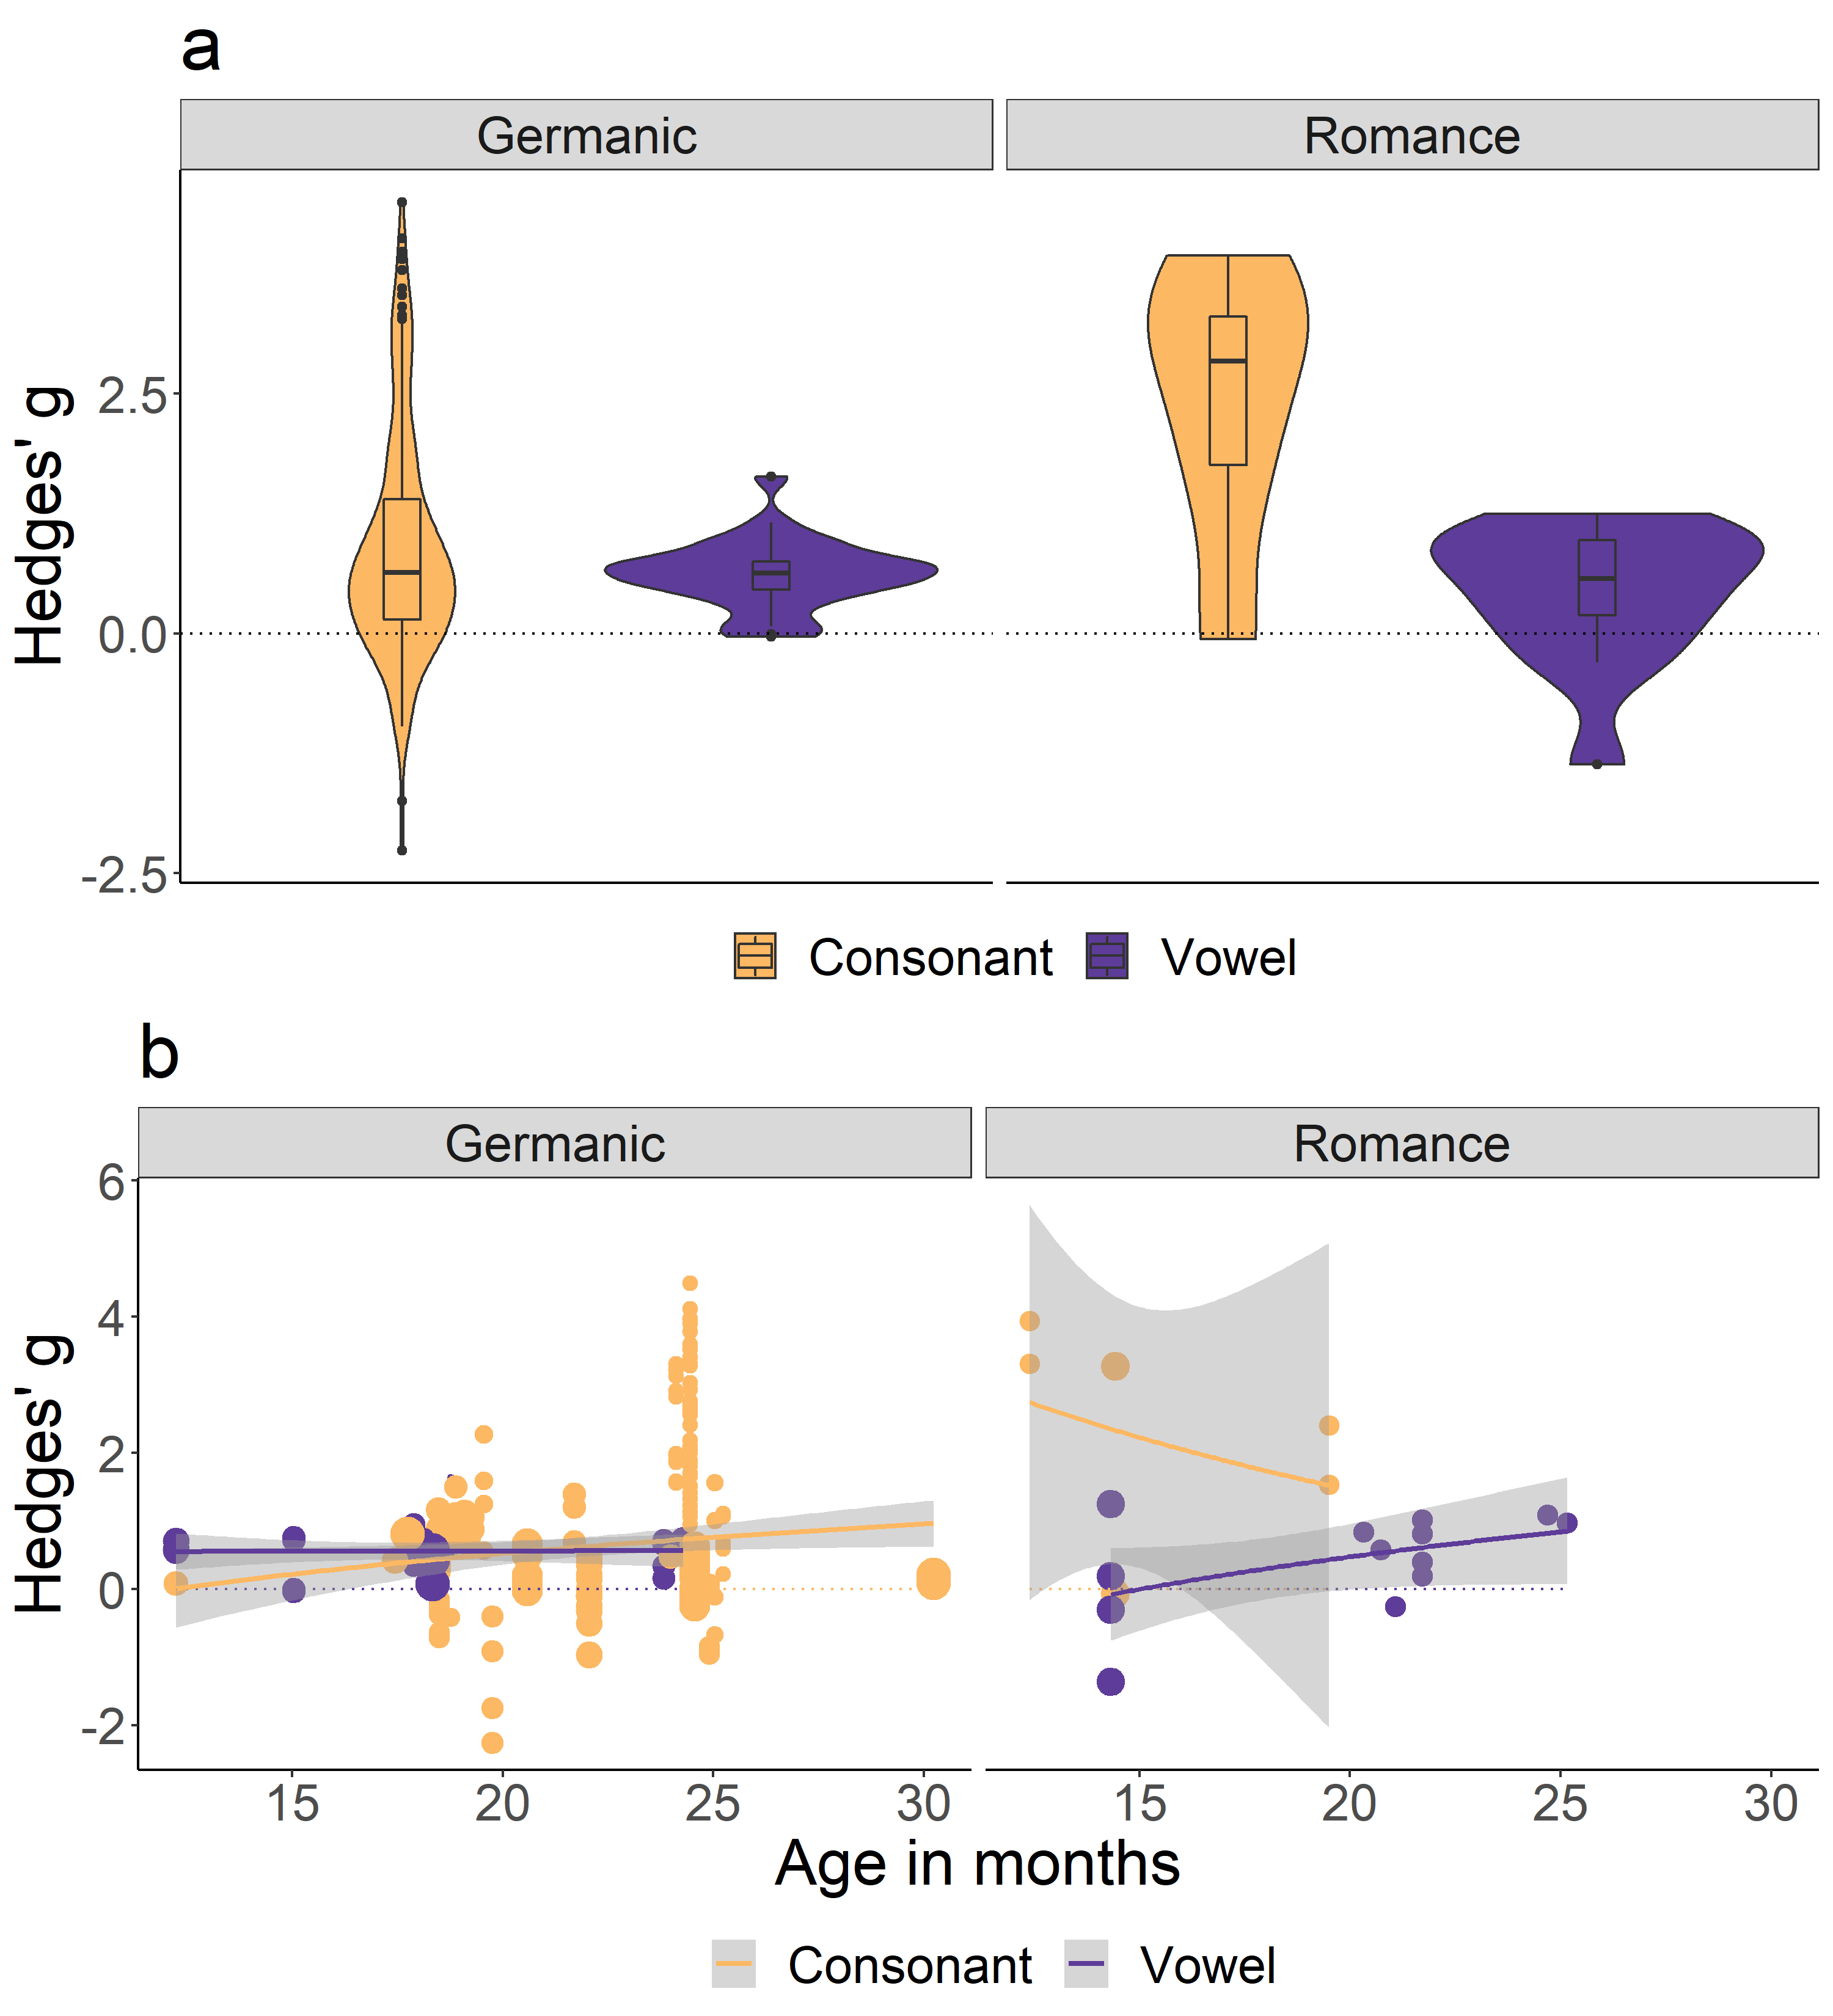 a
Germanic Romance
Hedges' g
2.5
0.0
-2.5
Consonant Vowel
b
Germanic Romance
Hedges' g
6
4
2
0
-2
15 20 25 30 15 20 25 30
Age in months
Consonant Vowel